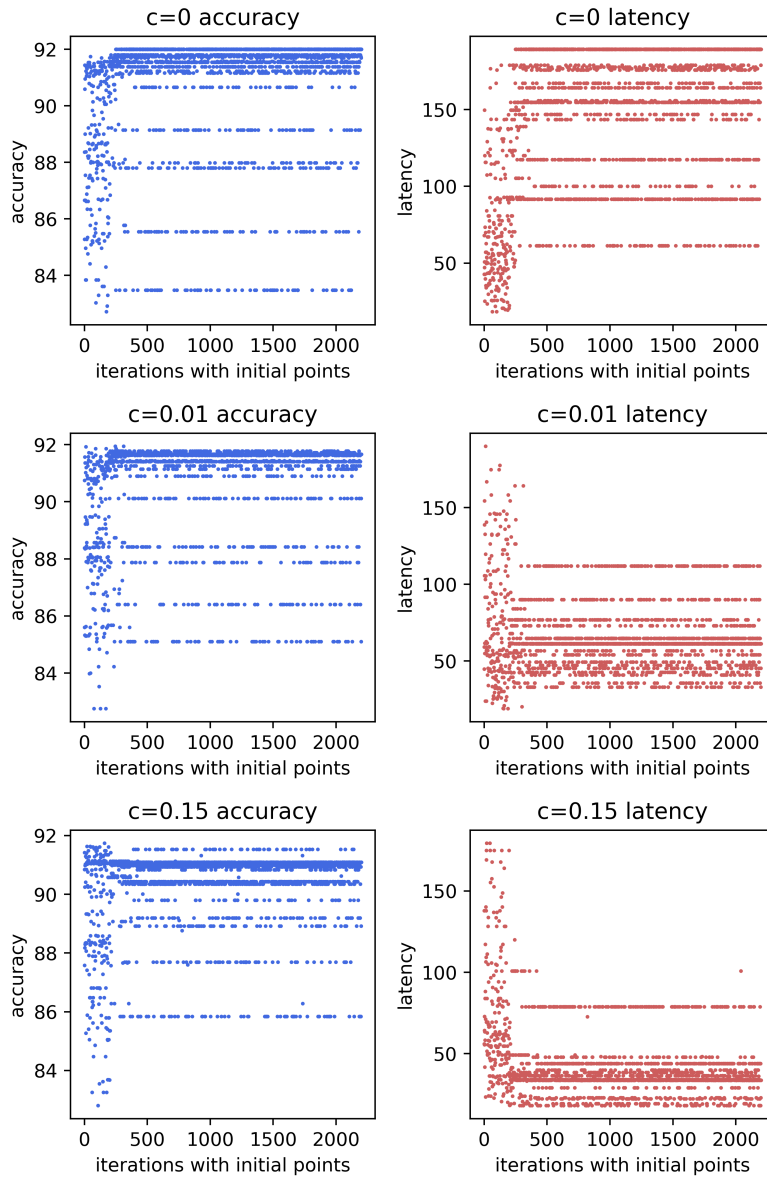 c=0 accuracy
c=0 latency
92
90
88
86
84
accuracy
150
100
50
latency
0 500 1000 1500 2000
iterations with initial points
0 500 1000 1500 2000
iterations with initial points
c=0.01 accuracy
c=0.01 latency
92
90
88
86
84
accuracy
150
100
50
latency
0 500 1000 1500 2000
iterations with initial points
0 500 1000 1500 2000
iterations with initial points
c=0.15 accuracy
c=0.15 latency
92
90
88
86
84
accuracy
150
100
50
latency
0 500 1000 1500 2000
iterations with initial points
0 500 1000 1500 2000
iterations with initial points